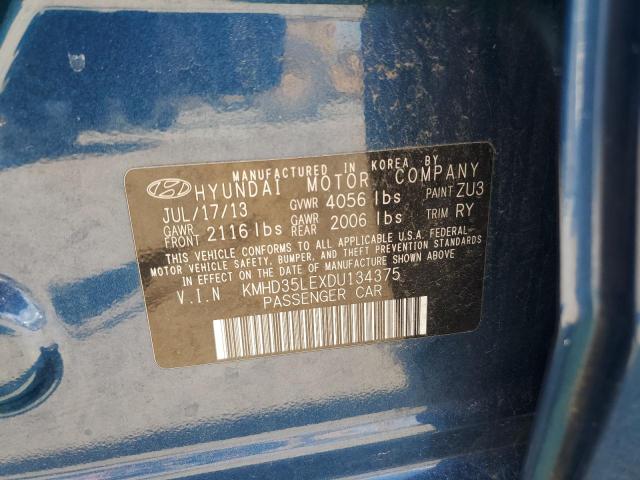 MANUFACTURED IN KOREA BY
HYUNDAI MOTOR COMPANY
JUL/17/13 GVWR 4056 lbs PAINT ZU3
GAWR FRONT 2116 lbs GAWR REAR 2006 lbs TRIM RY
THIS VEHICLE CONFORMS TO ALL APPLICABLE U.S.A. FEDERAL
MOTOR VEHICLE SAFETY, BUMPER, AND THEFT PREVENTION STANDARDS
IN EFFECT ON THE DATE OF MANUFACTURE SHOWN ABOVE.
V.I.N KMHD35LEXDU134375
PASSENGER CAR